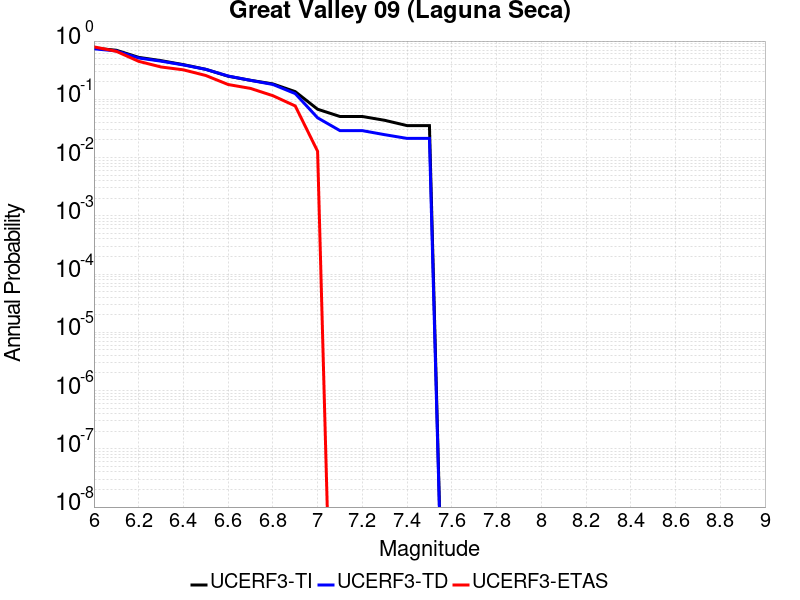 Great Valley 09 (Laguna Seca)
10^0
10^-1
10^-2
10^-3
10^-4
10^-5
10^-6
10^-7
10^-8
Annual Probability
6 6.2 6.4 6.6 6.8 7 7.2 7.4 7.6 7.8 8 8.2 8.4 8.6 8.8 9
Magnitude
UCERF3-TI UCERF3-TD UCERF3-ETAS